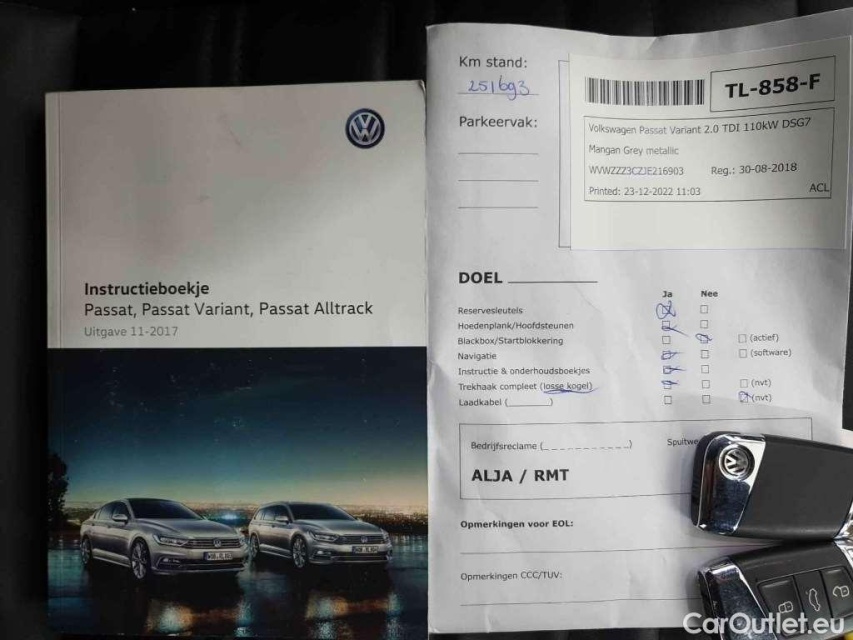 Instructieboekje
Passat, Passat Variant, Passat Alltrack
Uitgave 11-2017
Km stand:
251693
Parkeervak:
TL-858-F
Volkswagen Passat Variant 2.0 TDI 110kW DSG7
Mangan Grey metallic
WVWZZZ3CZJE216903 Reg.: 30-08-2018
Printed: 23-12-2022 11:03 ACL
DOEL
Ja Nee
Reservesleutels
Hoedenplank/Hoofdsteunen
Blackbox/Startblokkering (actief)
Navigatie (software)
Instructie & onderhoudsboekjes
Trekhaak compleet (losse kogel) (nvt)
Laadkabel (________) (nvt)
Bedrijfsreclame (_ _ _ _ _ _ _ _ _) Spuitwe
ALJA / RMT
Opmerkingen voor EOL:
Opmerkingen CCC/TUV:
CarOutlet.eu